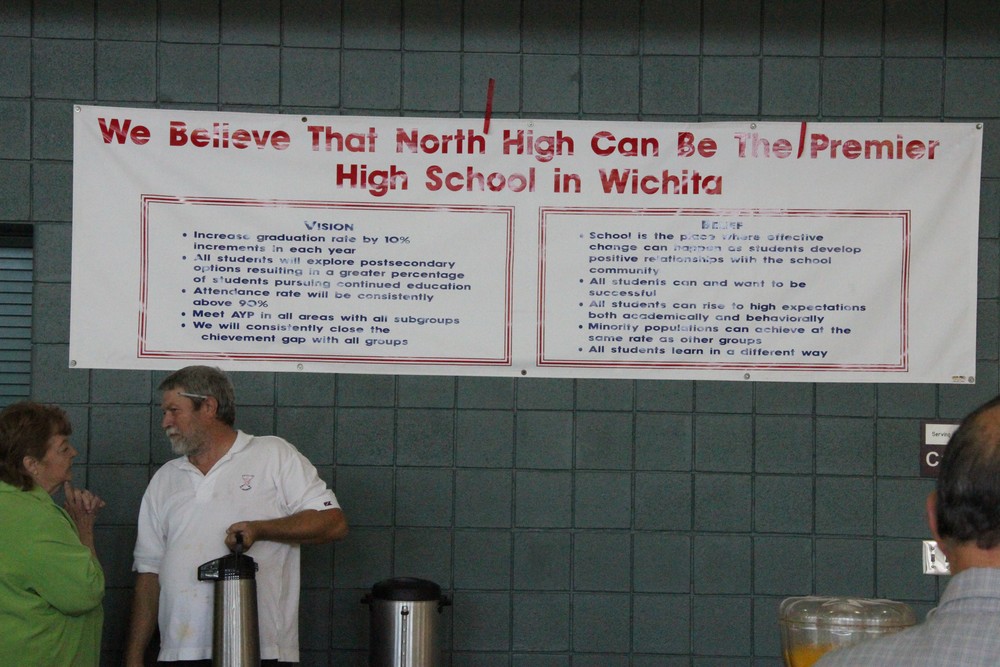 We Believe That North High Can Be The Premier
High School in Wichita
VISION
• Increase graduation rate by 10%
increments in each year
• All students will explore postsecondary
options resulting in a greater percentage
of students pursuing continued education
• Attendance rate will be consistently
above 90%
• Meet AYP in all areas with all subgroups
• We will consistently close the
chievement gap with all groups
BELIEF
• School is the place where effective
change can happen as students develop
positive relationships with the school
community
• All students can and want to be
successful
• All students can rise to high expectations
both academically and behaviorally
• Minority populations can achieve at the
same rate as other groups
• All students learn in a different way
Serving
C